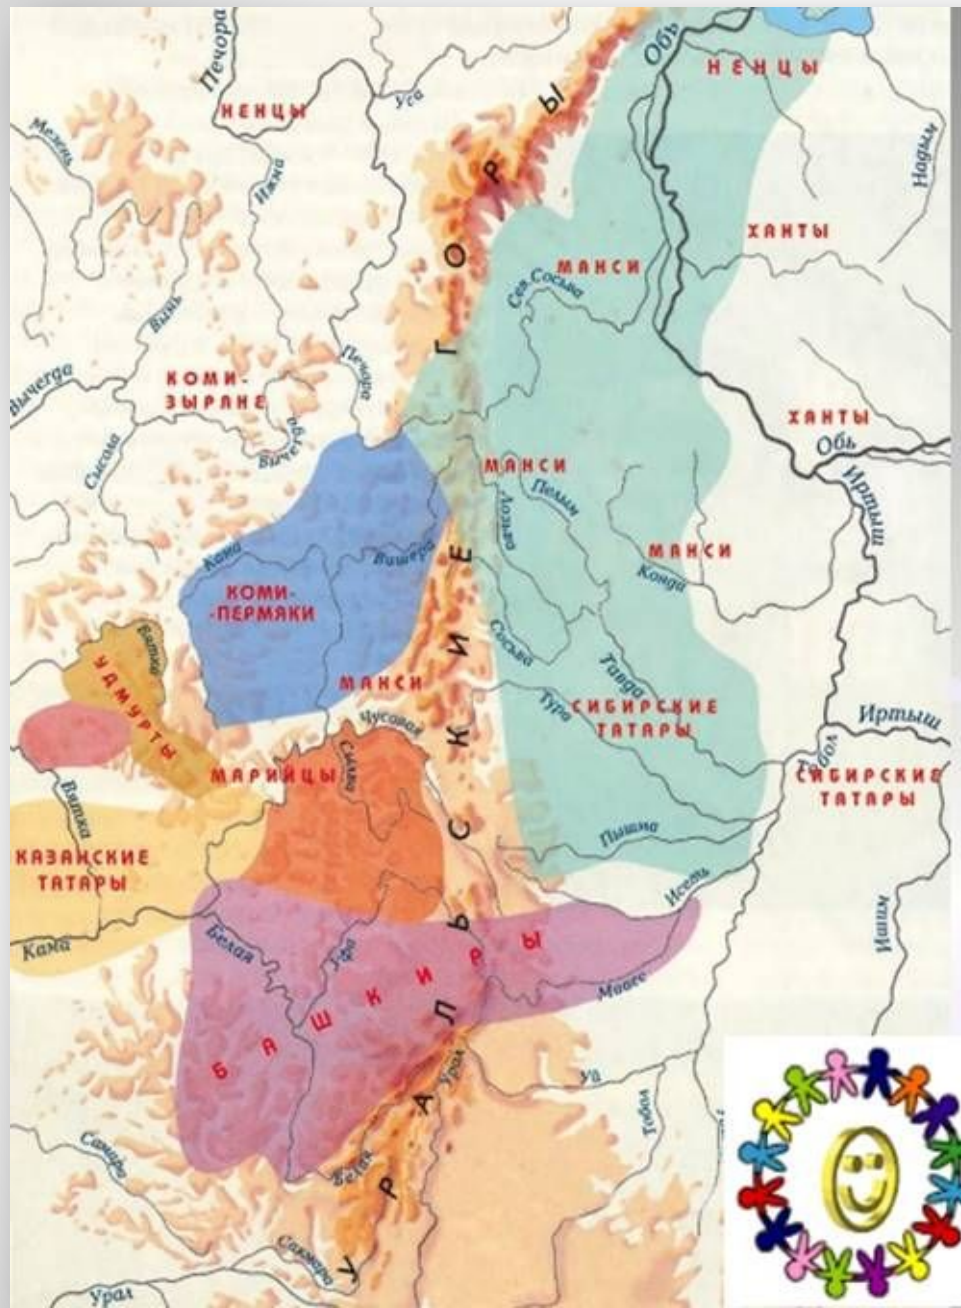 Печора
Обь
НЕНЦЫ
Уса
НЕНЦЫ
Мезень
Ижма
Надым
ХАНТЫ
МАНСИ
Сев.Сосьва
Вымь
Печора
Вычегда
КОМИ-
ЗЫРЯНЕ
Вычегда
Сысола
ХАНТЫ
Обь
Иртыш
МАНСИ
Пелым
Лозьва
МАНСИ
Конда
Кама
Вишера
КОМИ-
-ПЕРМЯКИ
Вятка
УДМУРТЫ
МАНСИ
Сосьва
Тавда
Тура
СИБИРСКИЕ
ТАТАРЫ
Иртыш
Чусовая
Сылва
МАРИЙЦЫ
Тобол
СИБИРСКИЕ
ТАТАРЫ
Вятка
Пышма
КАЗАНСКИЕ
ТАТАРЫ
Исеть
Ишим
Кама
Белая
Уфа
БАШКИРЫ
Миасс
УРАЛЬСКИЕ ГОРЫ
Урал
Уй
Тобол
Самара
Белая
Сакмара
Урал